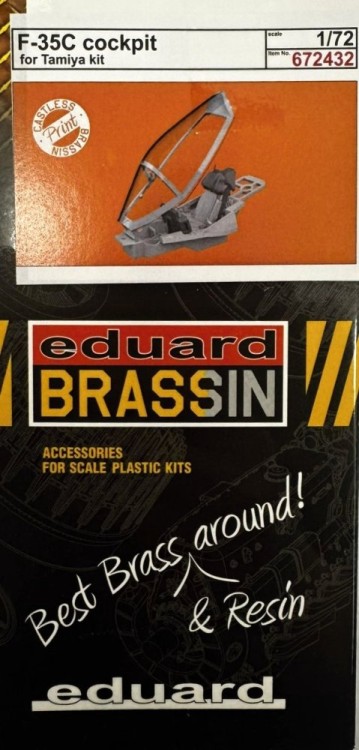 F-35C cockpit
for Tamiya kit
scale 1/72
Item No. 672432
CASTLESS
Print
BRASSIN
eduard
BRASSIN
ACCESSORIES
FOR SCALE PLASTIC KITS
Best Brass around!
& Resin
eduard